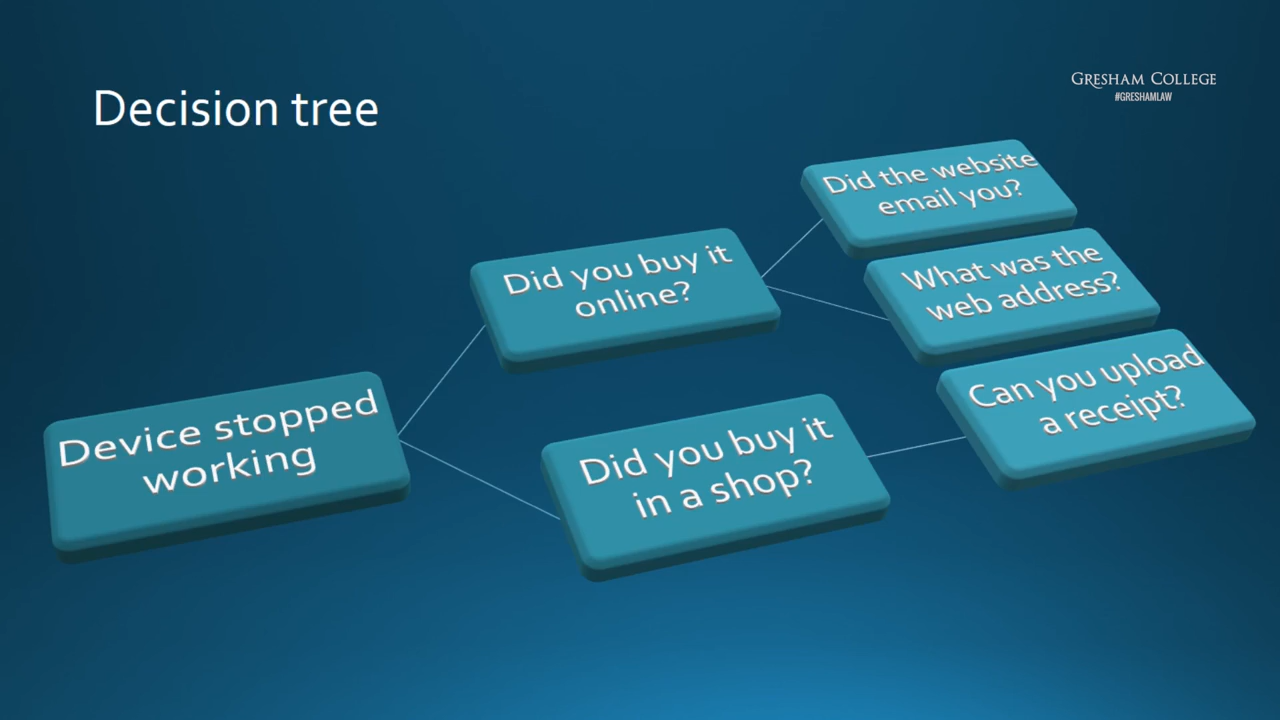 Decision tree
GRESHAM COLLEGE
#GRESHAMLAW
Device stopped
working
Did you buy it
online?
Did you buy it
in a shop?
Did the website
email you?
What was the
web address?
Can you upload
a receipt?